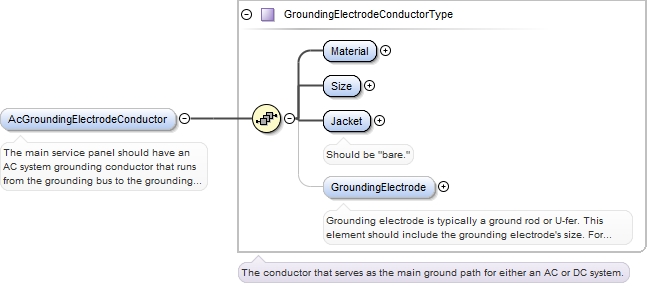 GroundingElectrodeConductorType
Material
Size
AcGroundingElectrodeConductor
Jacket
The main service panel should have an
AC system grounding conductor that runs
from the grounding bus to the grounding...
Should be "bare."
GroundingElectrode
Grounding electrode is typically a ground rod or U-fer. This
element should include the grounding electrode's size. For...
The conductor that serves as the main ground path for either an AC or DC system.